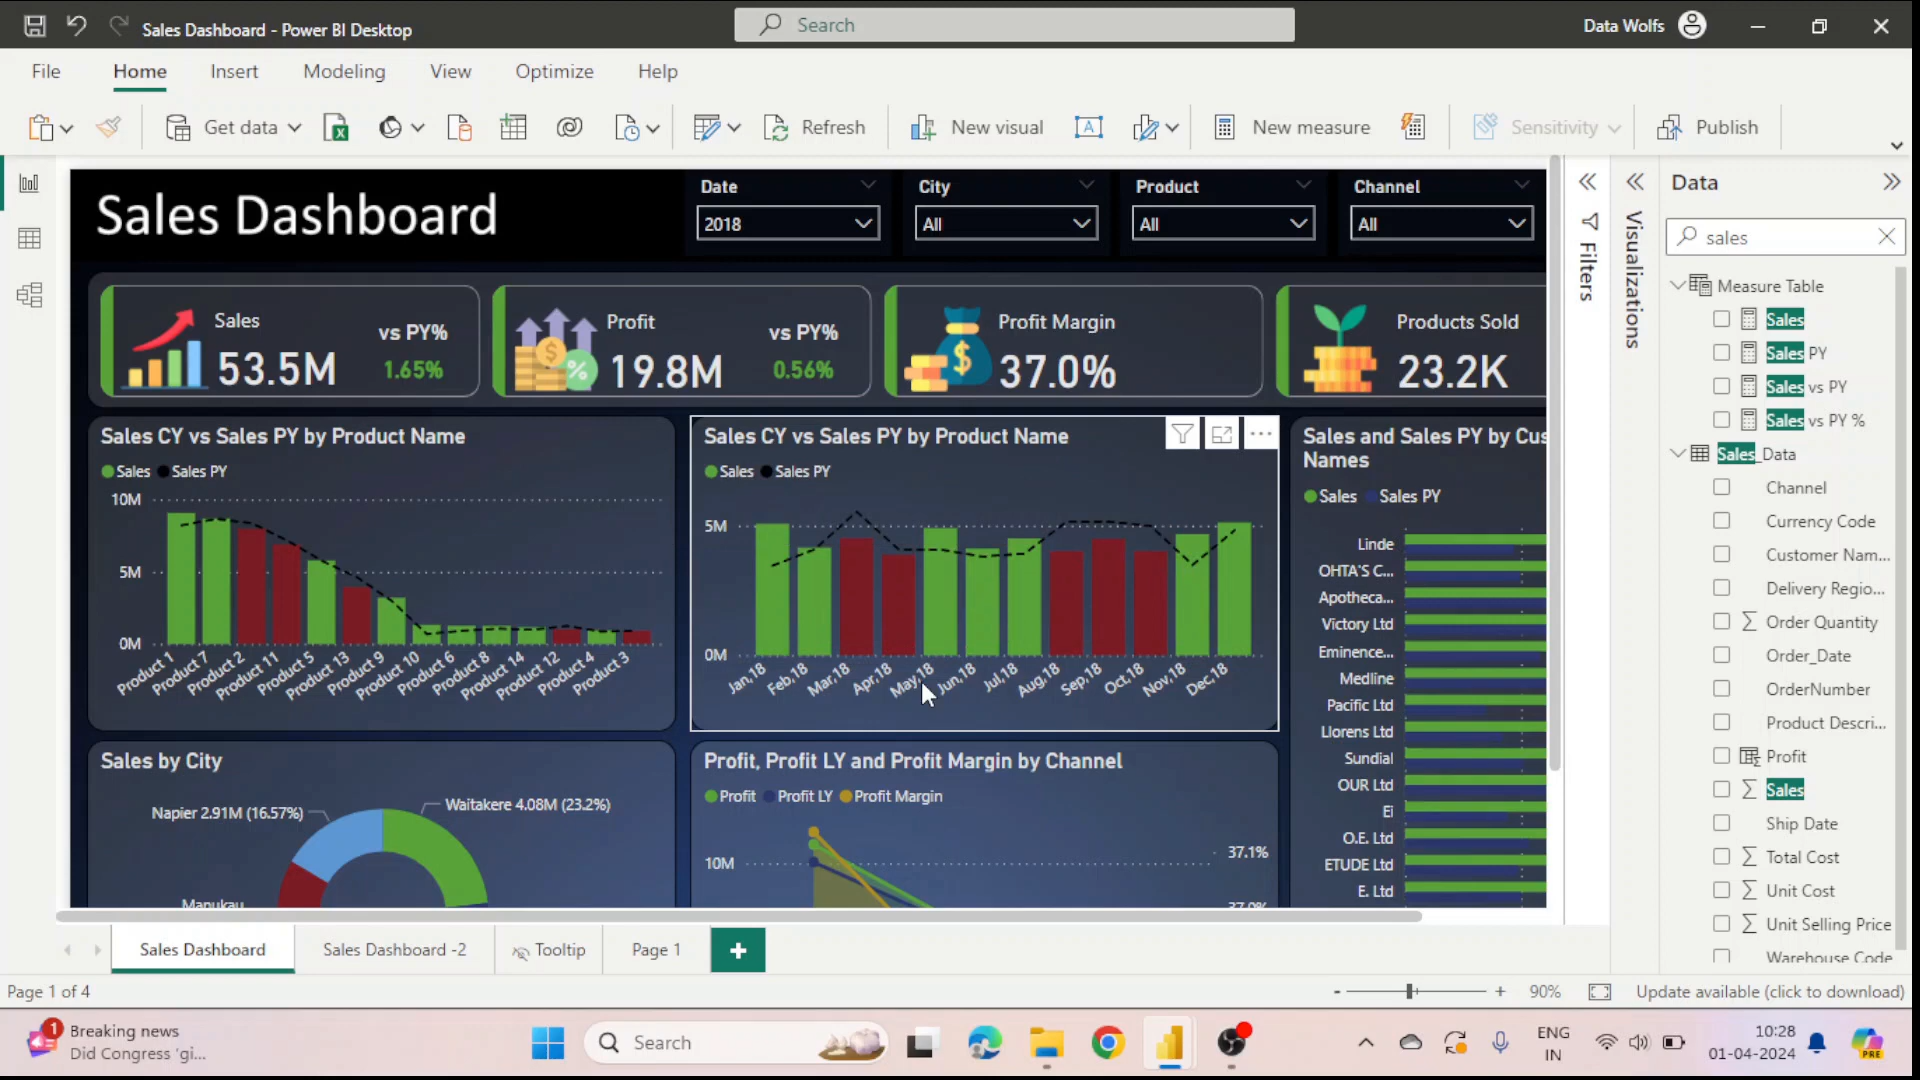 Sales Dashboard - Power BI Desktop
Search
Data Wolfs
File Home Insert Modeling View Optimize Help
Get data
Refresh
New visual
New measure
Sensitivity
Publish
Sales Dashboard
Date
2018
City
All
Product
All
Channel
All
Sales
53.5M
vs PY%
1.65%
Profit
19.8M
vs PY%
0.56%
Profit Margin
37.0%
Products Sold
23.2K
Sales CY vs Sales PY by Product Name
Sales Sales PY
10M
5M
0M
Product 1
Product 7
Product 2
Product 11
Product 5
Product 13
Product 9
Product 10
Product 6
Product 8
Product 14
Product 12
Product 4
Product 3
Sales CY vs Sales PY by Product Name
Sales Sales PY
5M
0M
Jan,18
Feb,18
Mar,18
Apr,18
May,18
Jun,18
Jul,18
Aug,18
Sep,18
Oct,18
Nov,18
Dec,18
Sales and Sales PY by Cus
Names
Sales Sales PY
Linde
OHTA'S C...
Apotheca...
Victory Ltd
Eminence...
Medline
Pacific Ltd
Llorens Ltd
Sundial
OUR Ltd
Ei
O.E. Ltd
ETUDE Ltd
E. Ltd
Sales by City
Napier 2.91M (16.57%)
Waitakere 4.08M (23.2%)
Manukau
Profit, Profit LY and Profit Margin by Channel
Profit Profit LY Profit Margin
10M
37.1%
37.0%
Filters
Visualizations
Data
sales
Measure Table
Sales
Sales PY
Sales vs PY
Sales vs PY %
Sales_Data
Channel
Currency Code
Customer Nam...
Delivery Regio...
Order Quantity
Order_Date
OrderNumber
Product Descri...
Profit
Sales
Ship Date
Total Cost
Unit Cost
Unit Selling Price
Warehouse Code
Sales Dashboard
Sales Dashboard -2
Tooltip
Page 1
Page 1 of 4
90%
Update available (click to download)
1
Breaking news
Did Congress 'gi...
Search
ENG
IN
10:28
01-04-2024
PRE